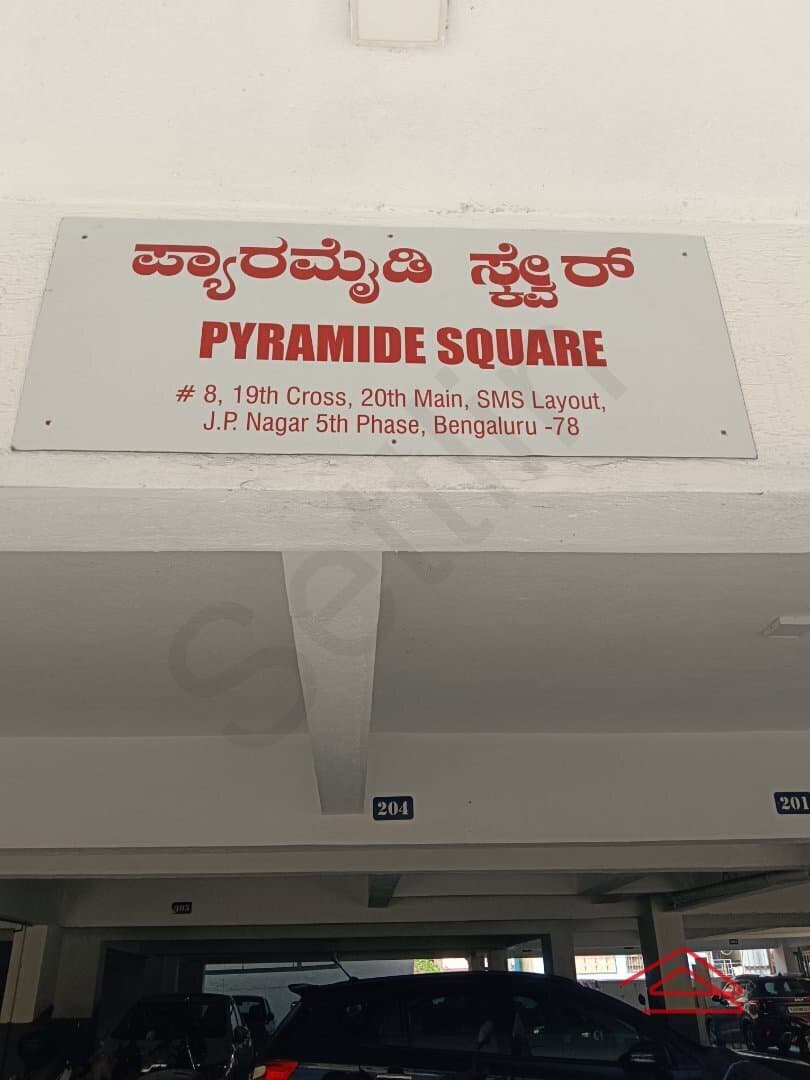 ಪ್ಯಾರಮೈಡಿ ಸ್ಕ್ವೇರ್
PYRAMIDE SQUARE
# 8, 19th Cross, 20th Main, SMS Layout,
J.P. Nagar 5th Phase, Bengaluru -78
204
201